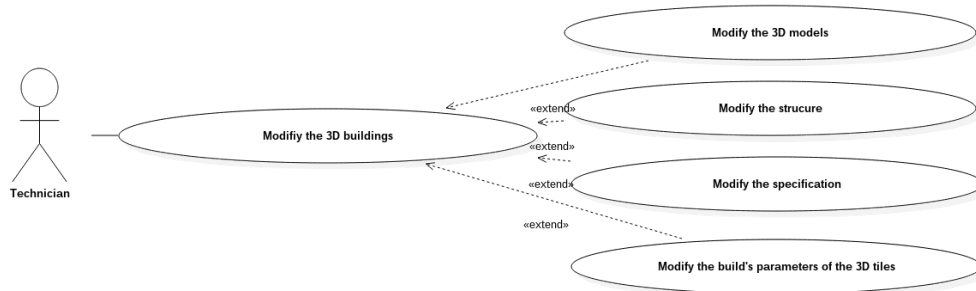 Modify the 3D models
«extend»
Modify the strucure
Modifiy the 3D buildings
«extend»
«extend»
Modify the specification
Technician
«extend»
Modify the build's parameters of the 3D tiles